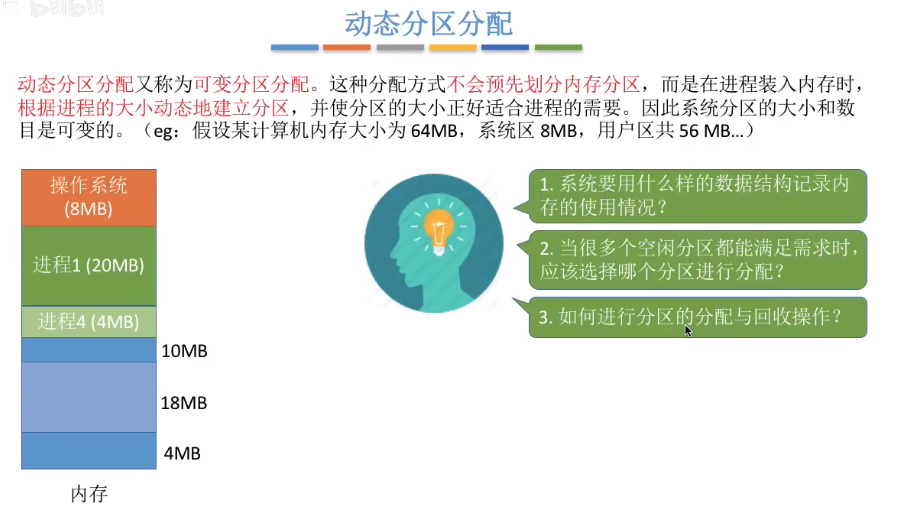 动态分区分配
动态分区分配又称为可变分区分配。这种分配方式不会预先划分内存分区，而是在进程装入内存时，
根据进程的大小动态地建立分区，并使分区的大小正好适合进程的需要。因此系统分区的大小和数
目是可变的。（eg：假设某计算机内存大小为 64MB，系统区 8MB，用户区共 56 MB…）
操作系统
(8MB)
进程1 (20MB)
进程4 (4MB)
10MB
18MB
4MB
内存
1. 系统要用什么样的数据结构记录内
存的使用情况？
2. 当很多个空闲分区都能满足需求时，
应该选择哪个分区进行分配？
3. 如何进行分区的分配与回收操作？